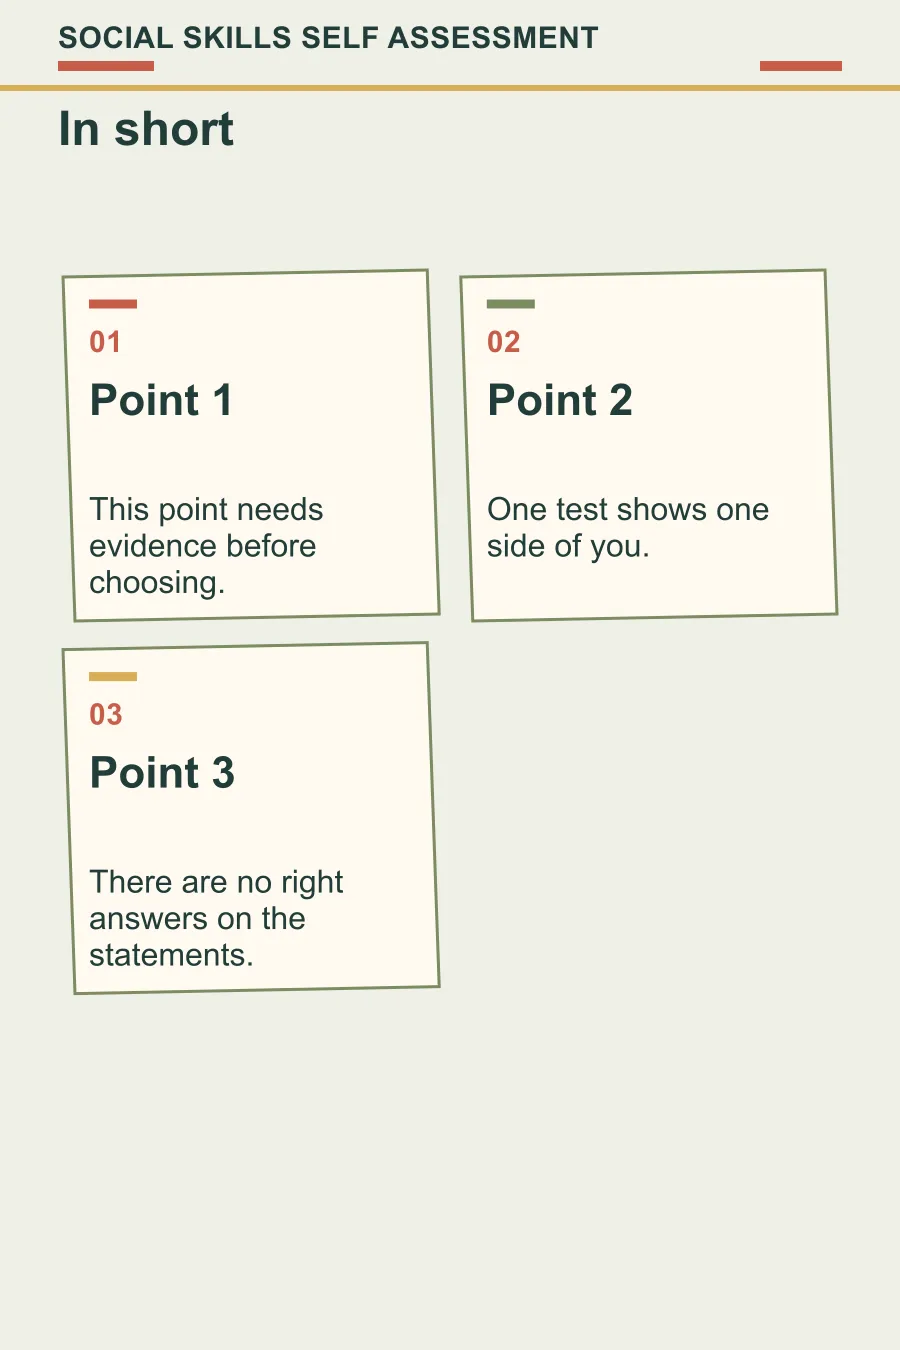 SOCIAL SKILLS SELF ASSESSMENT
In short
01
Point 1
This point needs
evidence before
choosing.
02
Point 2
One test shows one
side of you.
03
Point 3
There are no right
answers on the
statements.